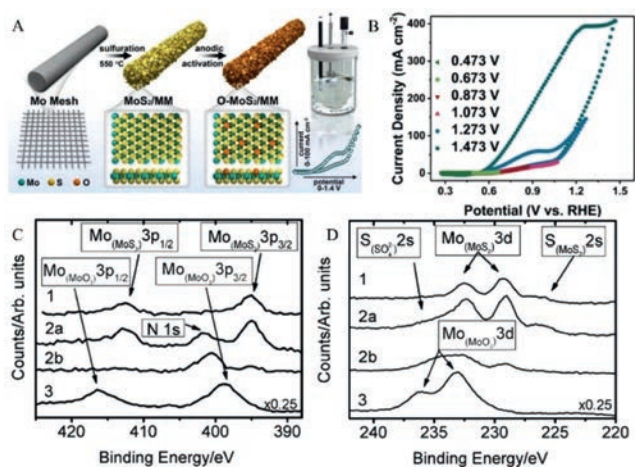 A
sulfuration
550 °C
anodic
activation
Mo Mesh
MoS₂/MM
O-MoS₂/MM
Mo
S
O
current
0-100 mA cm⁻²
potential
0-1.4 V
B
Current Density (mA cm⁻²)
400
300
200
100
0
0.473 V
0.673 V
0.873 V
1.073 V
1.273 V
1.473 V
0.3
0.6
0.9
1.2
1.5
Potential (V vs. RHE)
C
Counts/Arb. units
Mo(MoS₂)3p1/2
Mo(MoS₂)3p3/2
Mo(MoO₃)3p1/2
Mo(MoO₃)3p3/2
1
2a
N 1s
2b
3
x0.25
420
410
400
390
Binding Energy/eV
D
Counts/Arb. units
S(SO₄²⁻)2s
Mo(MoS₂)3d
S(MoS₂)2s
1
2a
Mo(MoO₃)3d
2b
3
x0.25
240
235
230
225
220
Binding Energy/eV